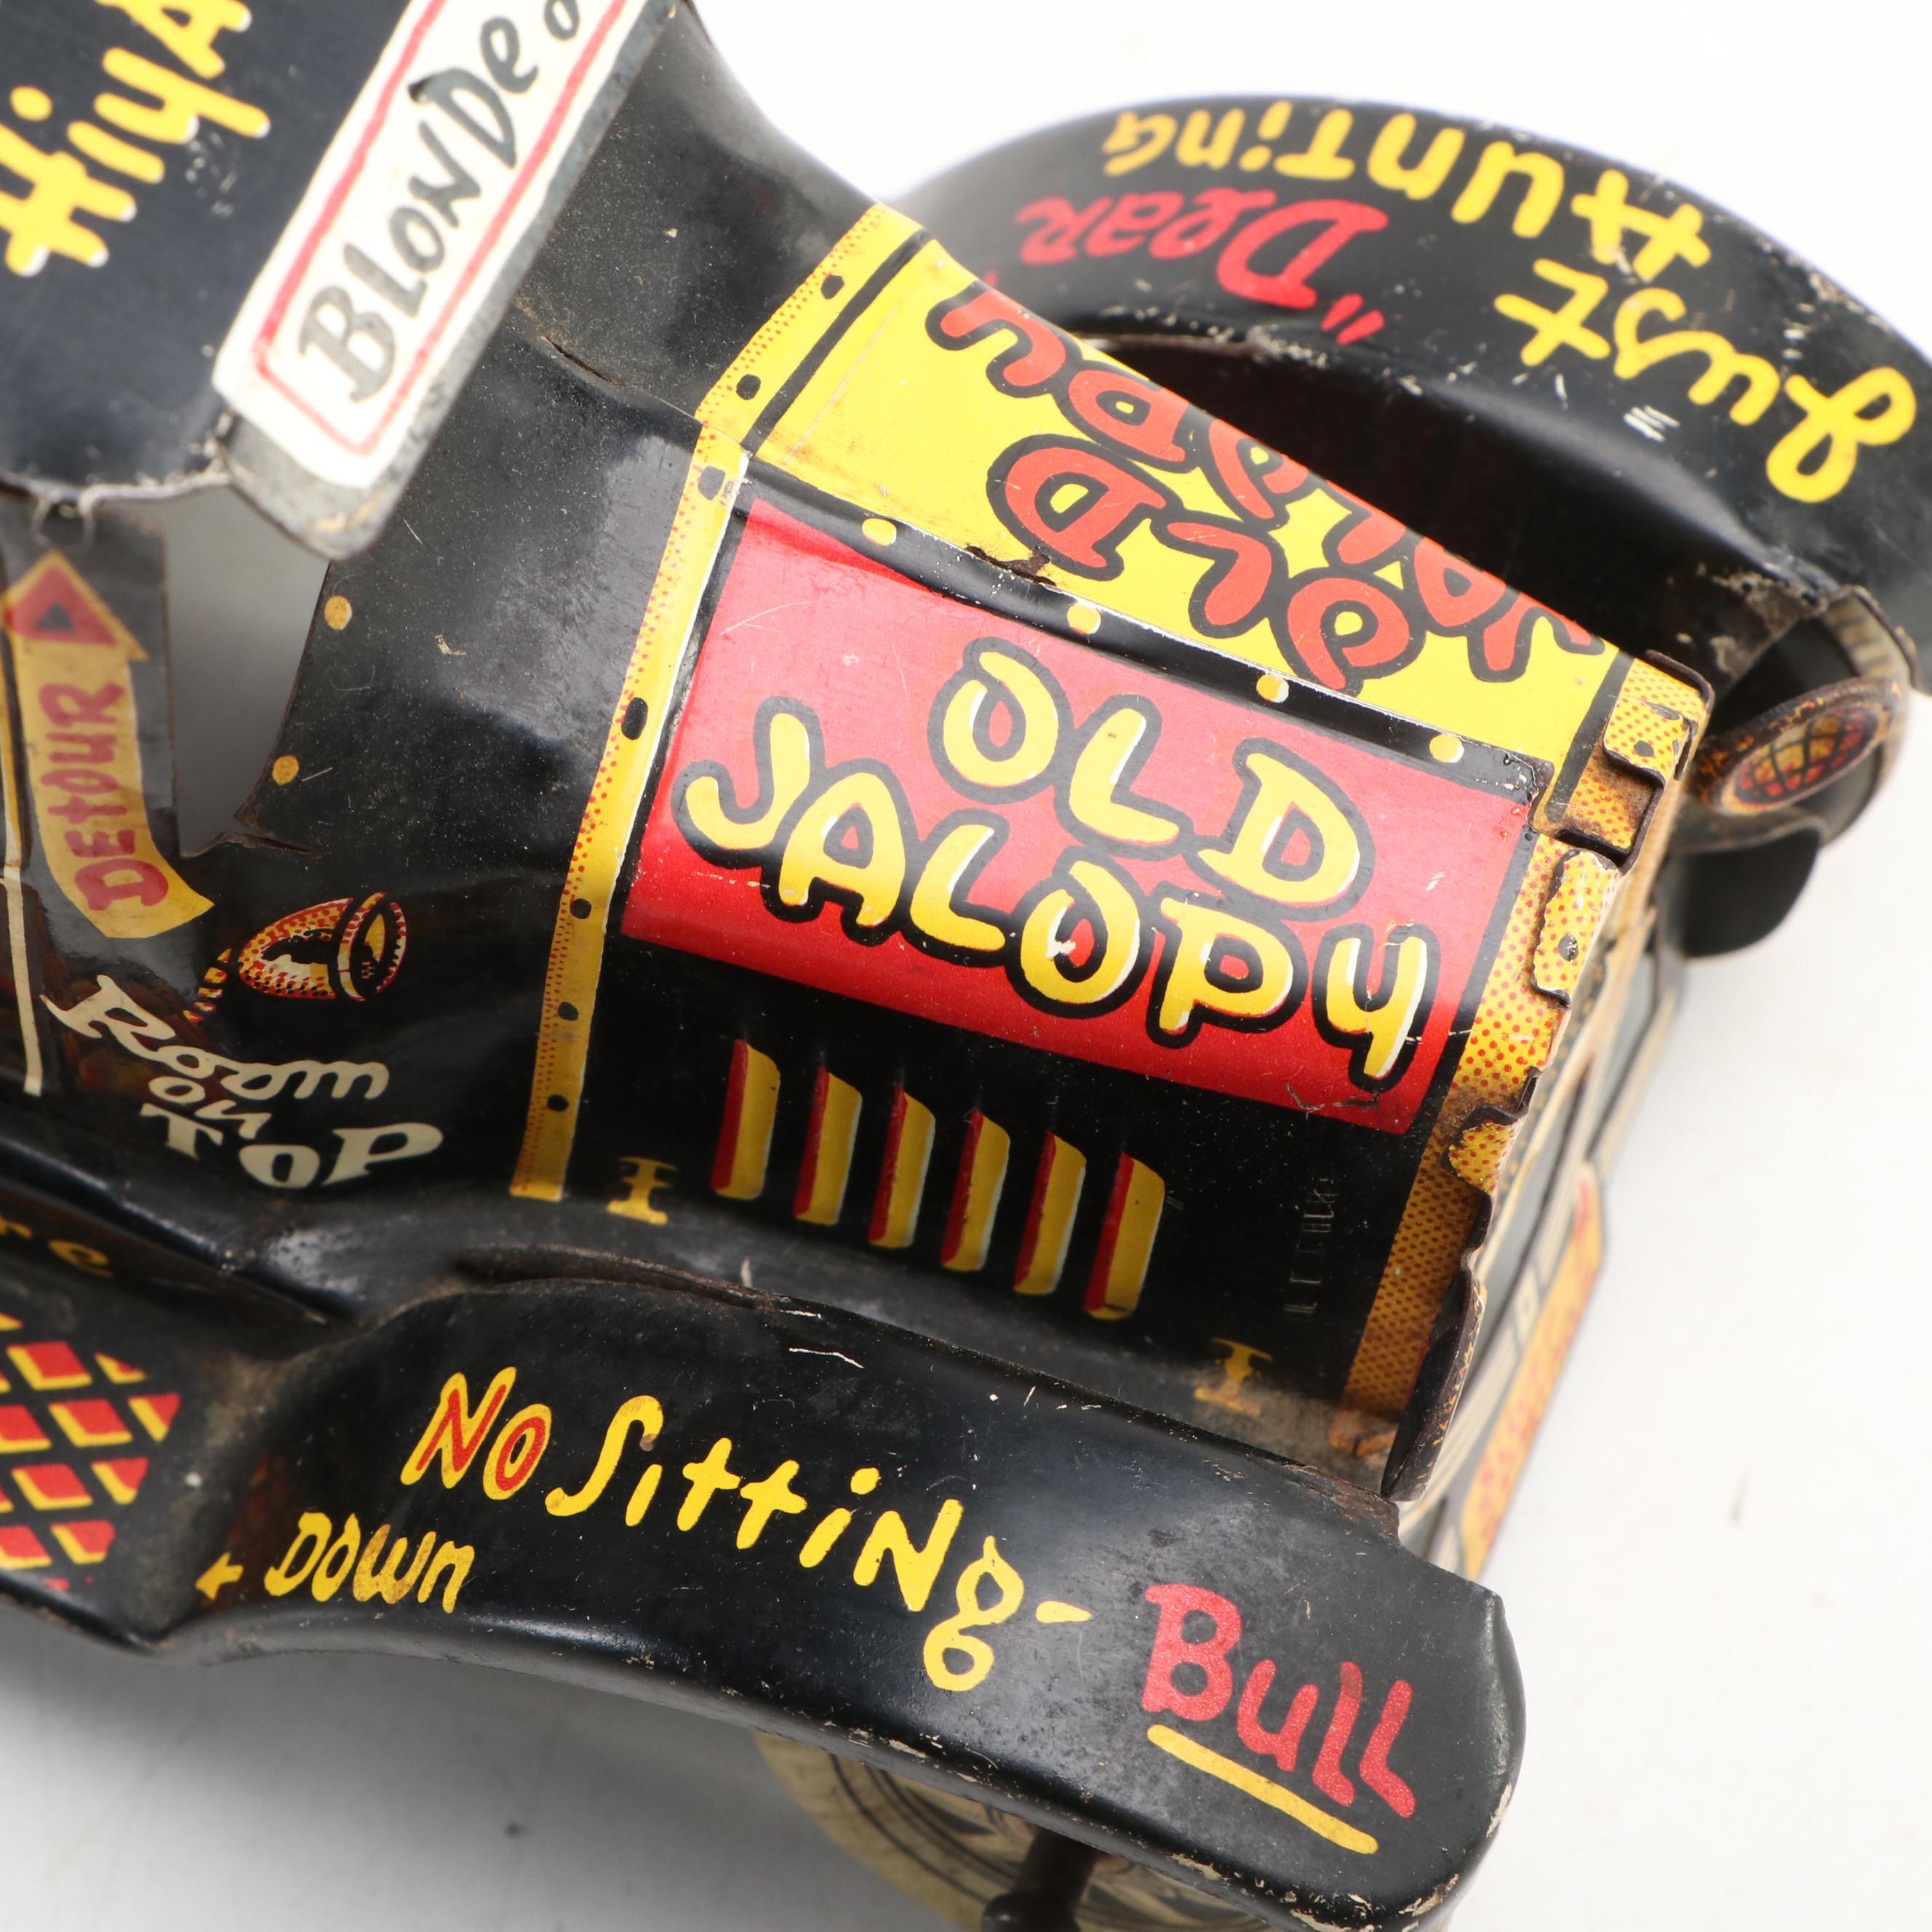 HiyA
BlonDe
Just
HUNTinG
"Dear
OLD
JALOPY
OLD
JALOPY
DETOUR
Room
on
TOP
No SittiNg-
Bull
DOWN